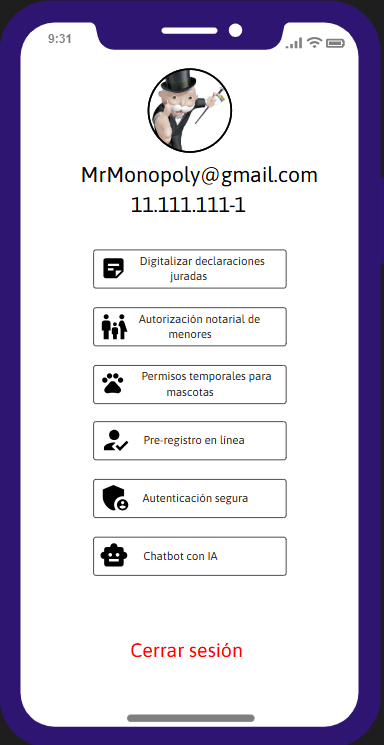 9:31
MrMonopoly@gmail.com
11.111.111-1
Digitalizar declaraciones
juradas
Autorización notarial de
menores
Permisos temporales para
mascotas
Pre-registro en línea
Autenticación segura
Chatbot con IA
Cerrar sesión